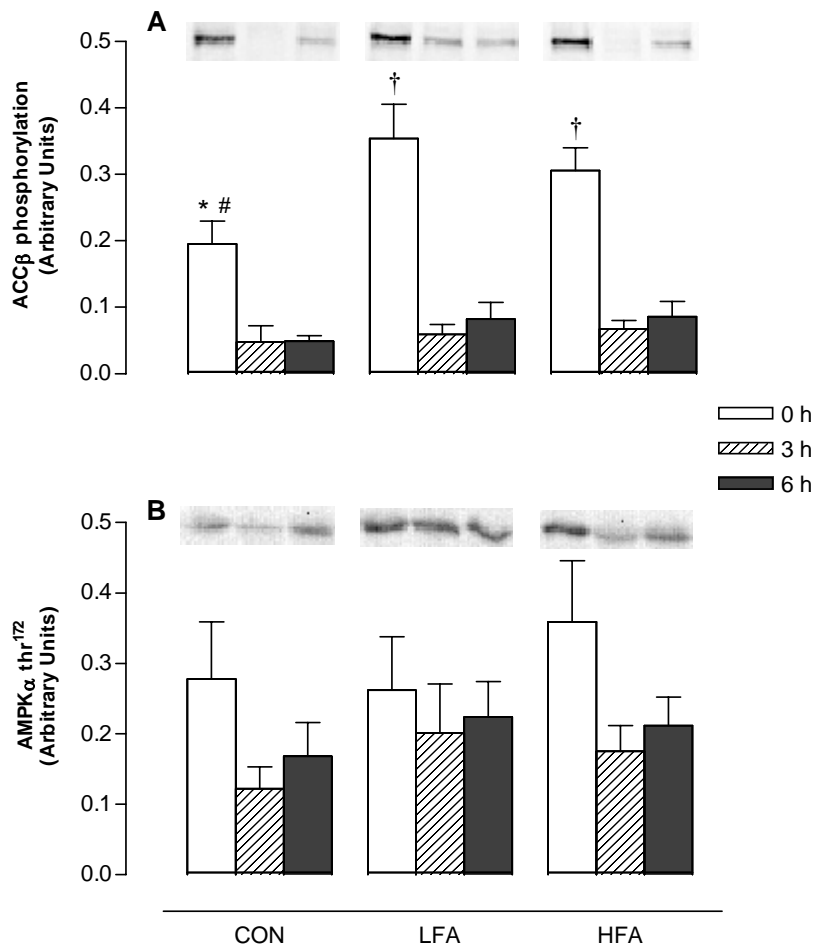 A
0.5
0.4
0.3
0.2
0.1
0.0
ACCβ phosphorylation
(Arbitrary Units)
* #
†
†
0 h
3 h
6 h
B
0.5
0.4
0.3
0.2
0.1
0.0
AMPKα thr¹⁷²
(Arbitrary Units)
CON LFA HFA